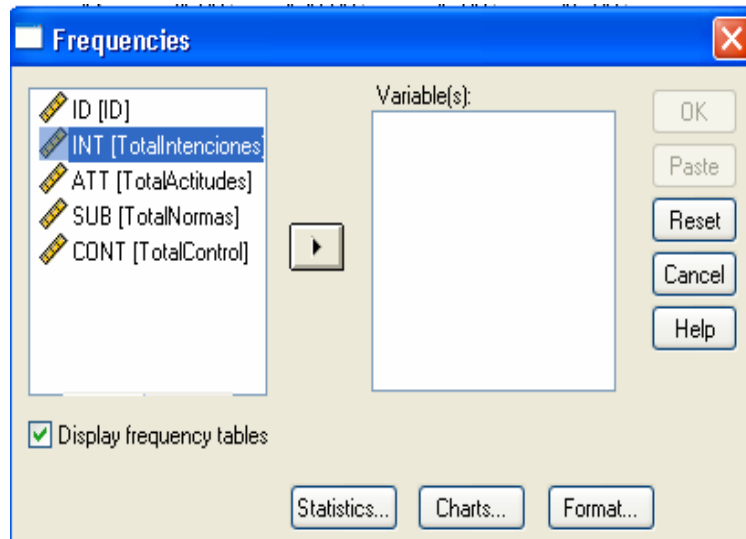 Frequencies
ID [ID]
INT [TotalIntenciones]
ATT [TotalActitudes]
SUB [TotalNormas]
CONT [TotalControl]
Variable(s):
OK
Paste
Reset
Cancel
Help
Display frequency tables
Statistics...
Charts...
Format...